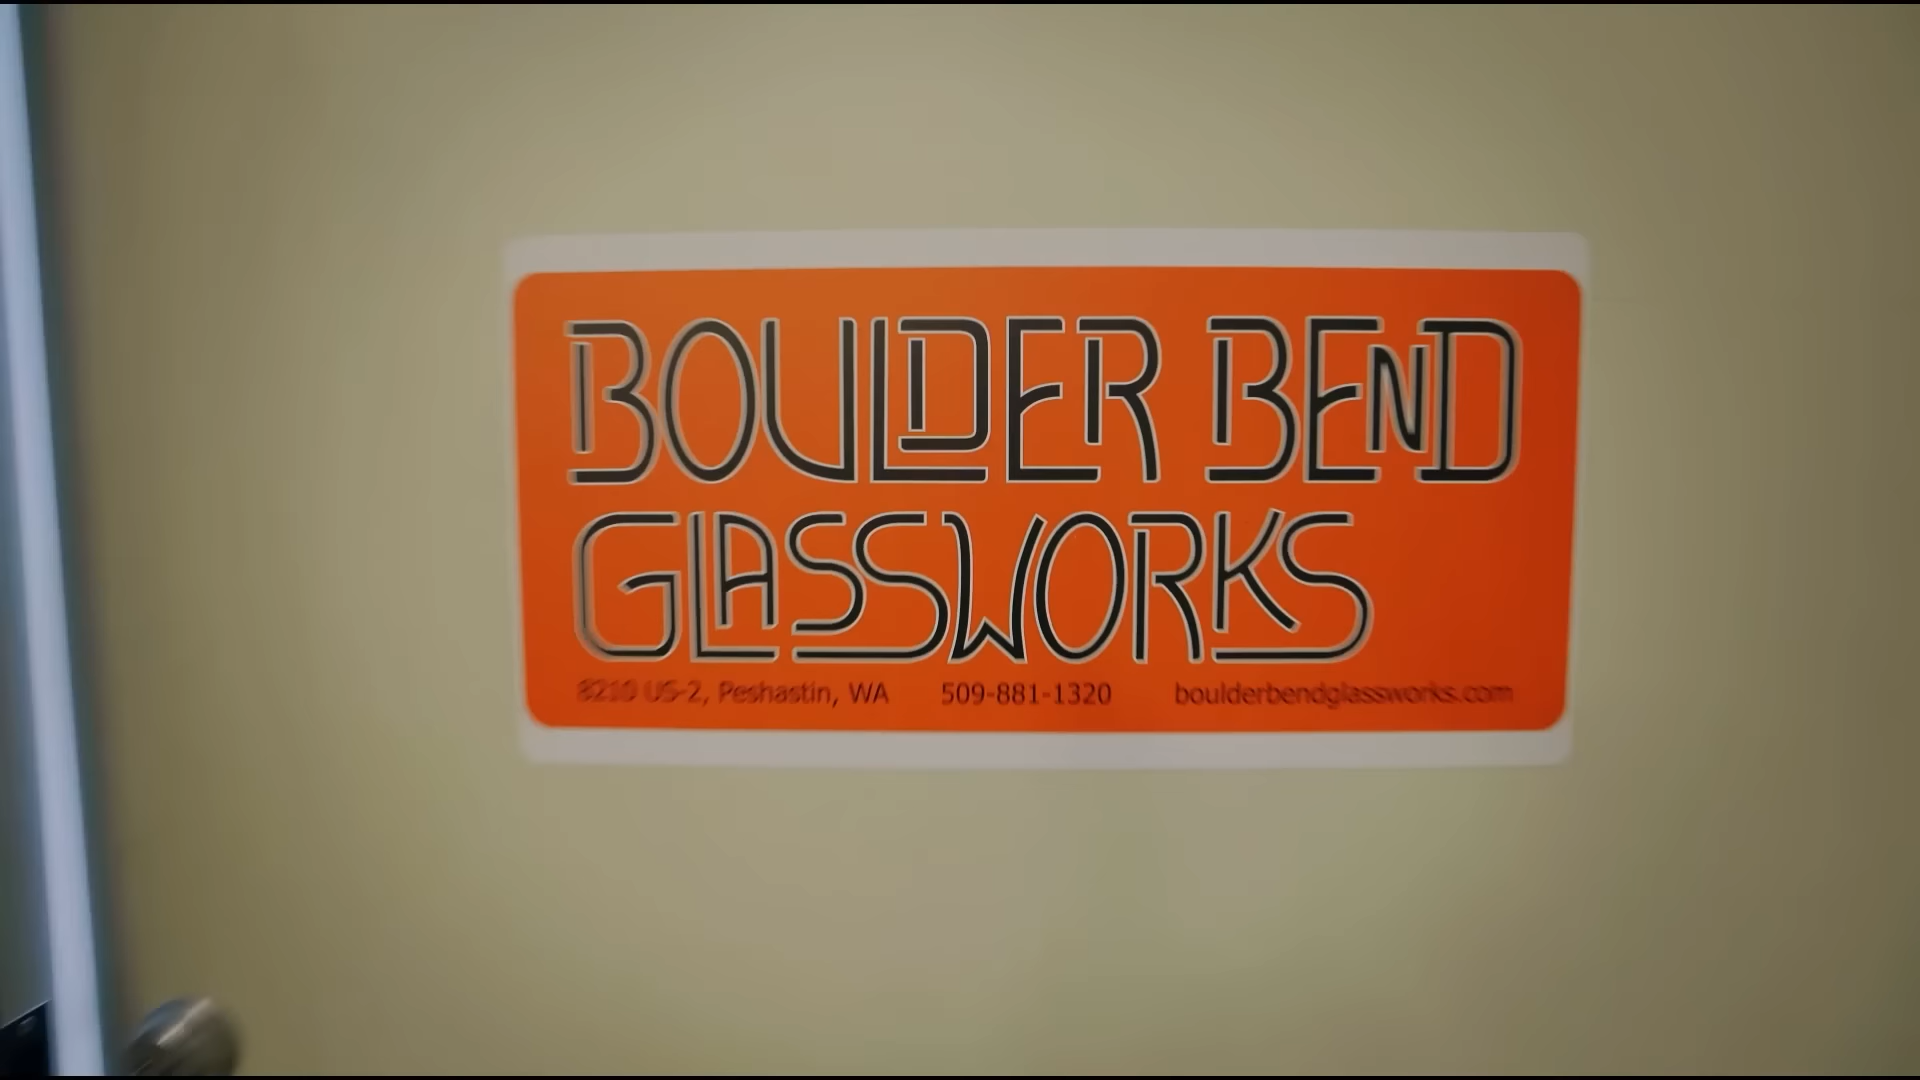 BOULDER BEND
GLASSWORKS
8210 US-2, Peshastin, WA 509-881-1320 boulderbendglassworks.com